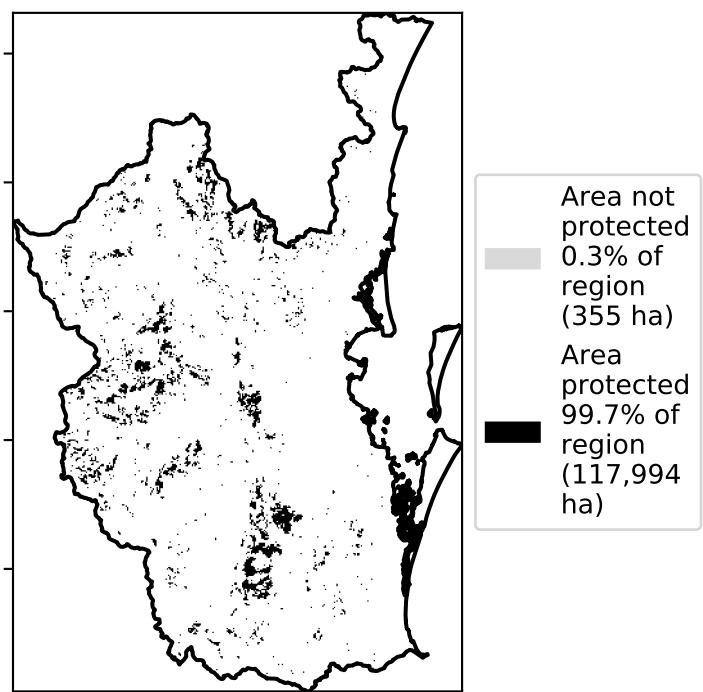 Area not
protected
0.3% of
region
(355 ha)
Area
protected
99.7% of
region
(117,994
ha)